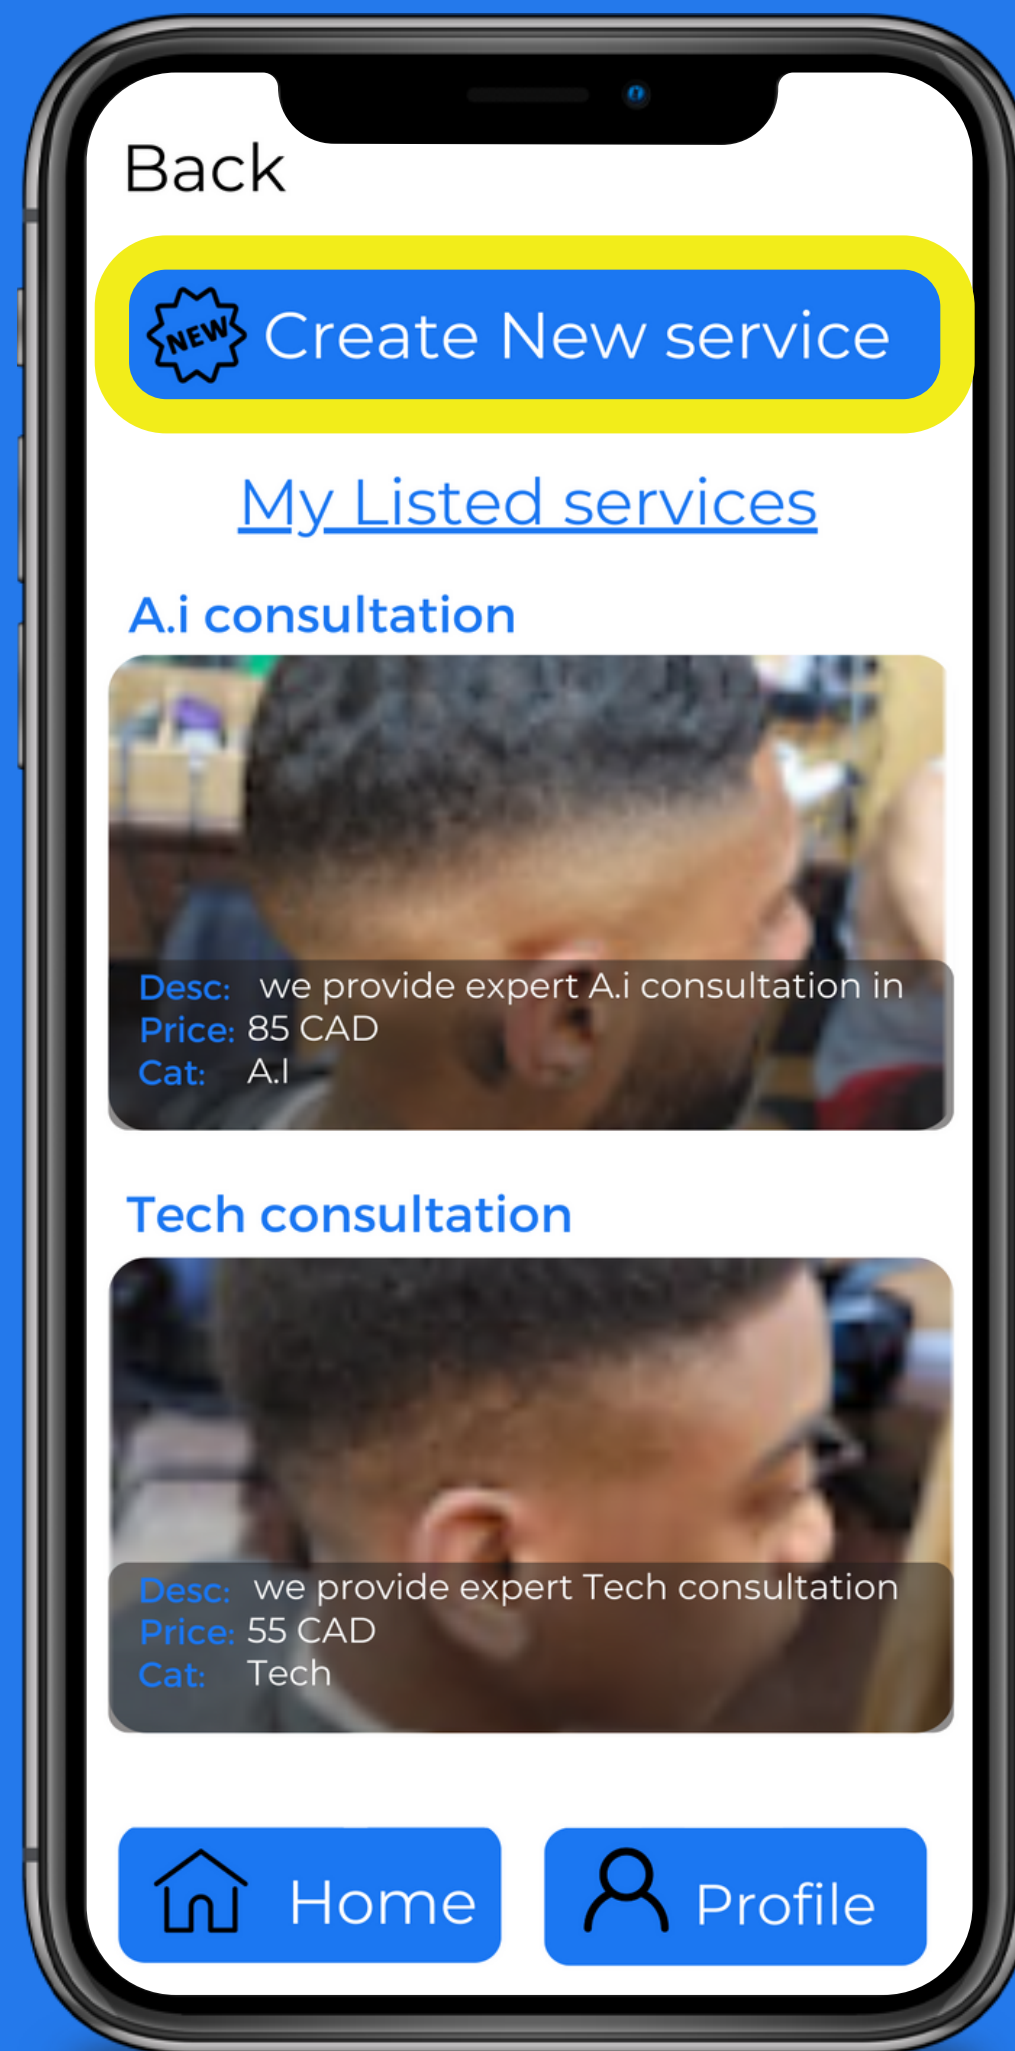 Back
NEW Create New service
My Listed services
A.i consultation
Desc: we provide expert A.i consultation in
Price: 85 CAD
Cat: A.I
Tech consultation
Desc: we provide expert Tech consultation
Price: 55 CAD
Cat: Tech
Home
Profile